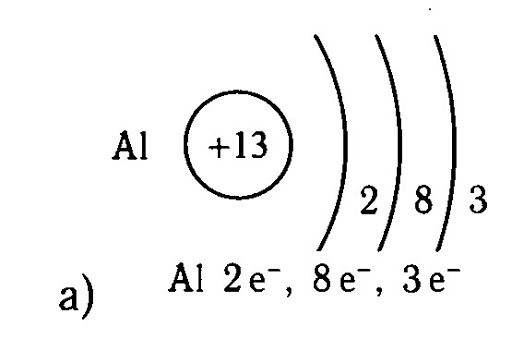 Al +13
2 8 3
а) Al 2e⁻, 8e⁻, 3e⁻